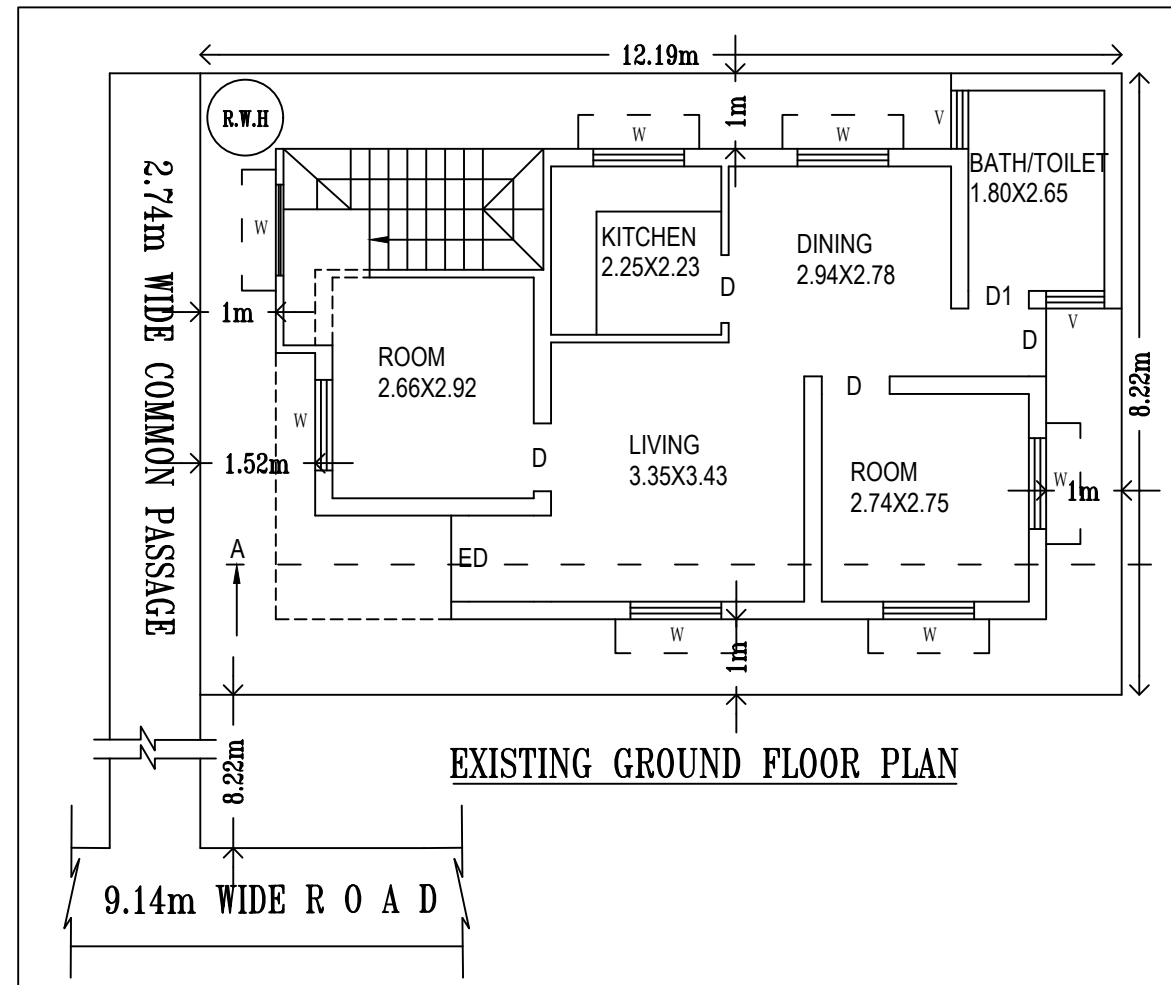 12.19m
R.W.H
1m
W
W
V
BATH/TOILET
1.80X2.65
2.74m WIDE COMMON PASSAGE
W
KITCHEN
2.25X2.23
DINING
2.94X2.78
D
D1
1m
V
D
ROOM
2.66X2.92
D
8.22m
W
LIVING
3.35X3.43
1.52m
D
ROOM
2.74X2.75
W
1m
A
ED
W
W
1m
EXISTING GROUND FLOOR PLAN
8.22m
9.14m WIDE R O A D